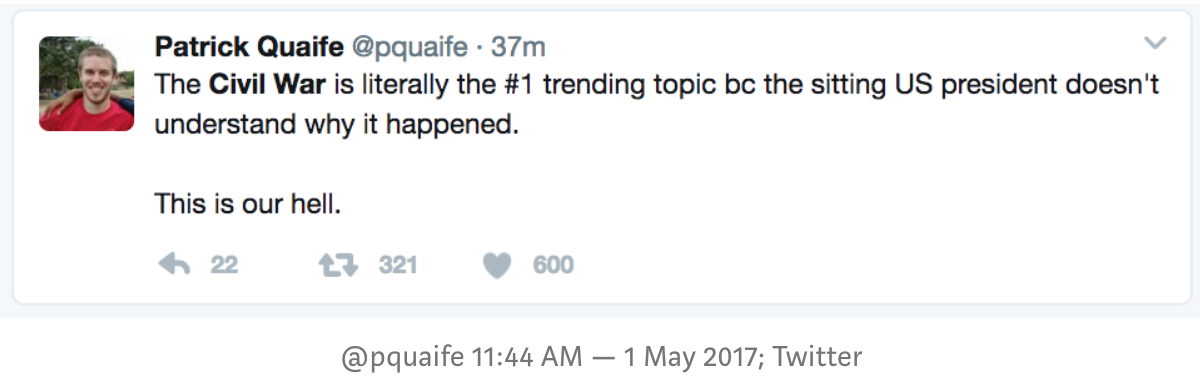 Patrick Quaife @pquaife · 37m
The Civil War is literally the #1 trending topic bc the sitting US president doesn't
understand why it happened.
This is our hell.
22 321 600
@pquaife 11:44 AM — 1 May 2017; Twitter